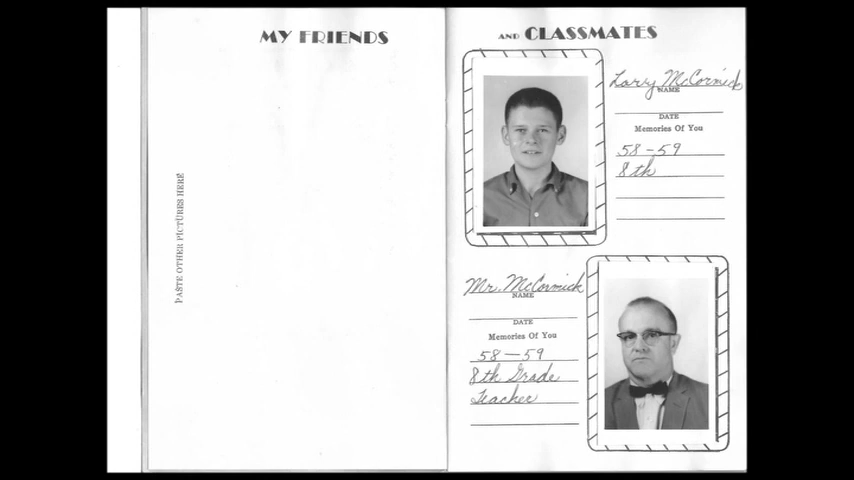 MY FRIENDS
PASTE OTHER PICTURES HERE
AND CLASSMATES
Larry McCormick
NAME
DATE
Memories Of You
58-59
8th
Mr. McCormick
NAME
DATE
Memories Of You
58-59
8th Grade
Teacher